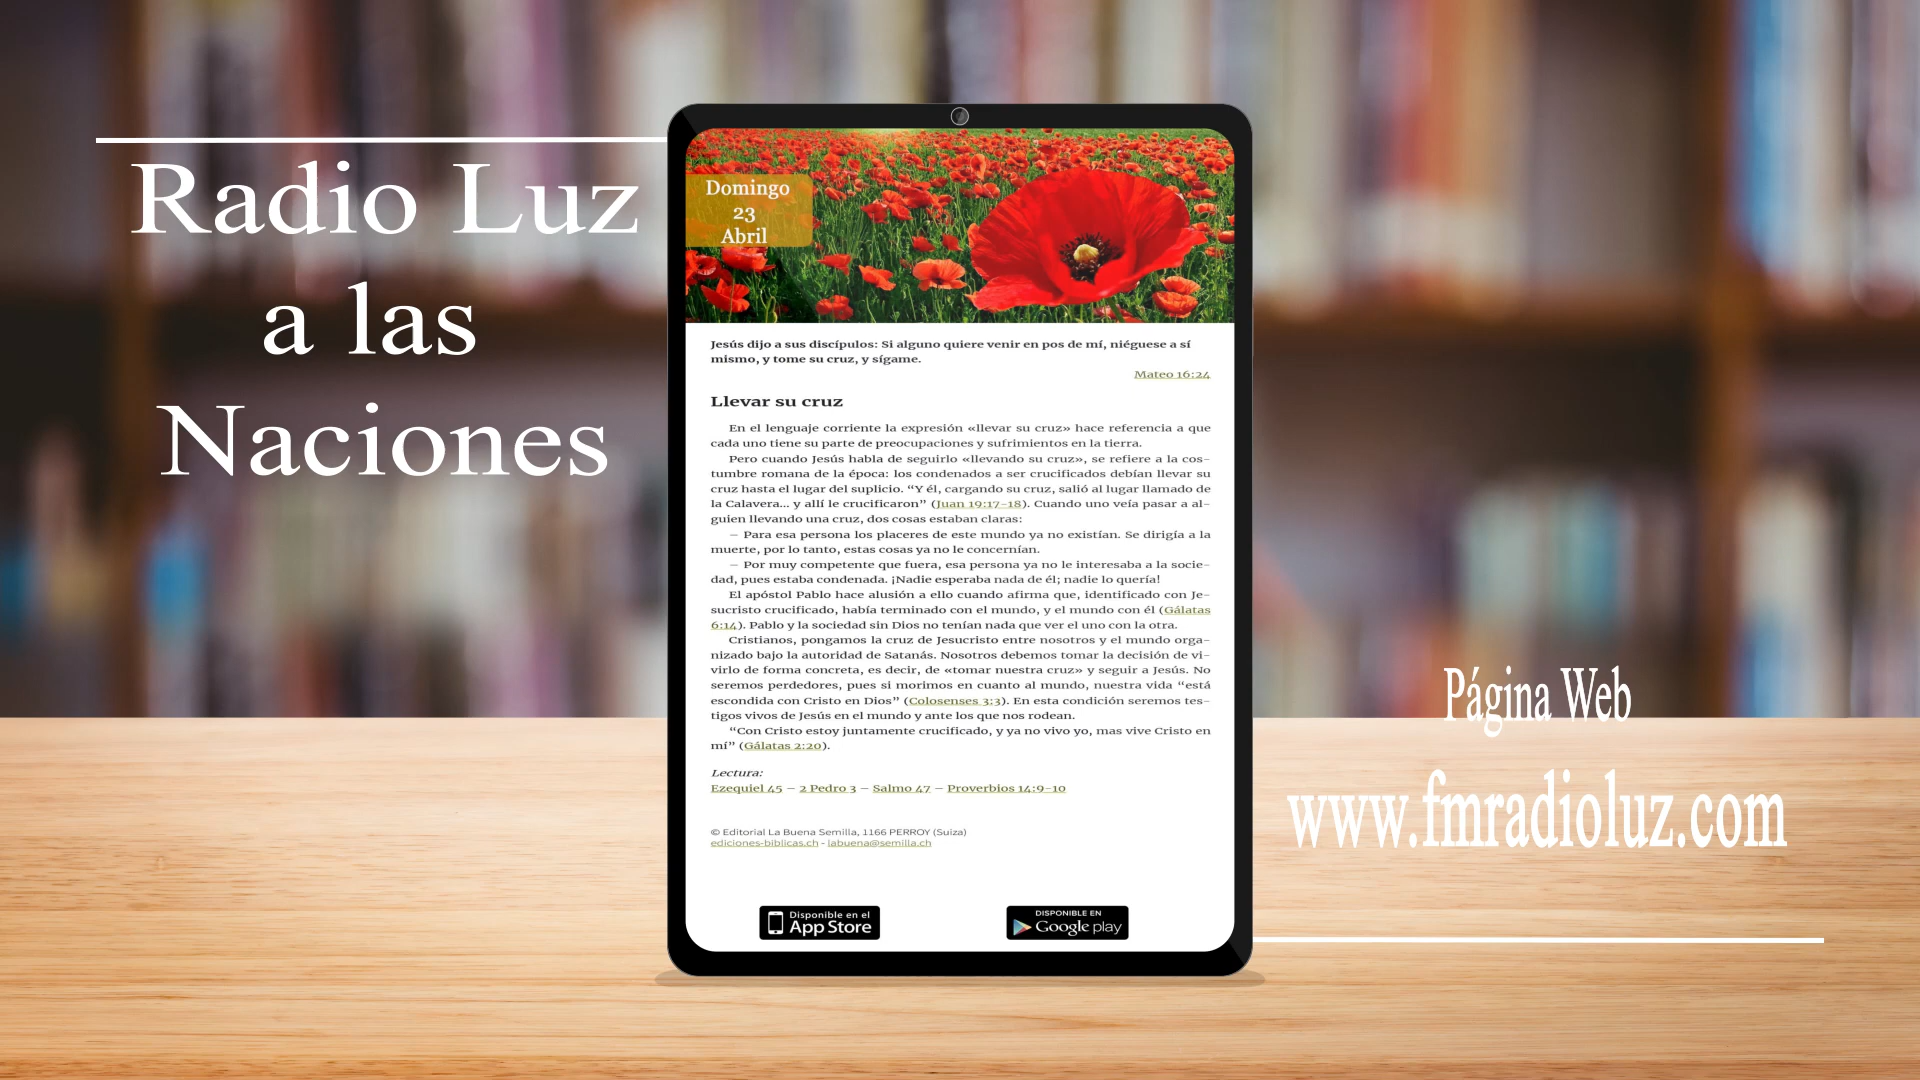 Radio Luz
a las
Naciones
Domingo
23
Abril
Jesús dijo a sus discípulos: Si alguno quiere venir en pos de mí, niéguese a sí
mismo, y tome su cruz, y sígame.
Mateo 16:24
Llevar su cruz
En el lenguaje corriente la expresión «llevar su cruz» hace referencia a que
cada uno tiene su parte de preocupaciones y sufrimientos en la tierra.
Pero cuando Jesús habla de seguirlo «llevando su cruz», se refiere a la cos-
tumbre romana de la época: los condenados a ser crucificados debían llevar su
cruz hasta el lugar del suplicio. “Y él, cargando su cruz, salió al lugar llamado de
la Calavera... y allí le crucificaron” (Juan 19:17-18). Cuando uno veía pasar a al-
guien llevando una cruz, dos cosas estaban claras:
– Para esa persona los placeres de este mundo ya no existían. Se dirigía a la
muerte, por lo tanto, estas cosas ya no le concernían.
– Por muy competente que fuera, esa persona ya no le interesaba a la socie-
dad, pues estaba condenada. ¡Nadie esperaba nada de él; nadie lo quería!
El apóstol Pablo hace alusión a ello cuando afirma que, identificado con Je-
sucristo crucificado, había terminado con el mundo, y el mundo con él (Gálatas
6:14). Pablo y la sociedad sin Dios no tenían nada que ver el uno con la otra.
Cristianos, pongamos la cruz de Jesucristo entre nosotros y el mundo orga-
nizado bajo la autoridad de Satanás. Nosotros debemos tomar la decisión de vi-
virlo de forma concreta, es decir, de «tomar nuestra cruz» y seguir a Jesús. No
seremos perdedores, pues si morimos en cuanto al mundo, nuestra vida “está
escondida con Cristo en Dios” (Colosenses 3:3). En esta condición seremos tes-
tigos vivos de Jesús en el mundo y ante los que nos rodean.
“Con Cristo estoy juntamente crucificado, y ya no vivo yo, mas vive Cristo en
mí” (Gálatas 2:20).
Lectura:
Ezequiel 45 – 2 Pedro 3 – Salmo 47 – Proverbios 14:9-10
© Editorial La Buena Semilla, 1166 PERROY (Suiza)
ediciones-biblicas.ch - labuena@semilla.ch
Disponible en el
App Store
DISPONIBLE EN
Google play
Página Web
www.fmradioluz.com